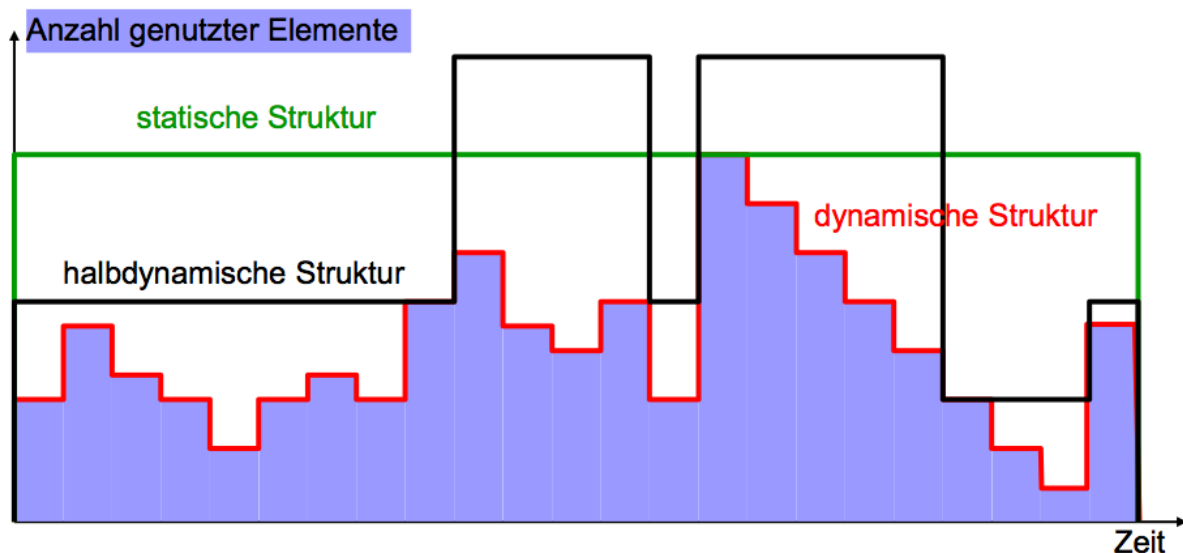 Anzahl genutzter Elemente
statische Struktur
dynamische Struktur
halbdynamische Struktur
Zeit